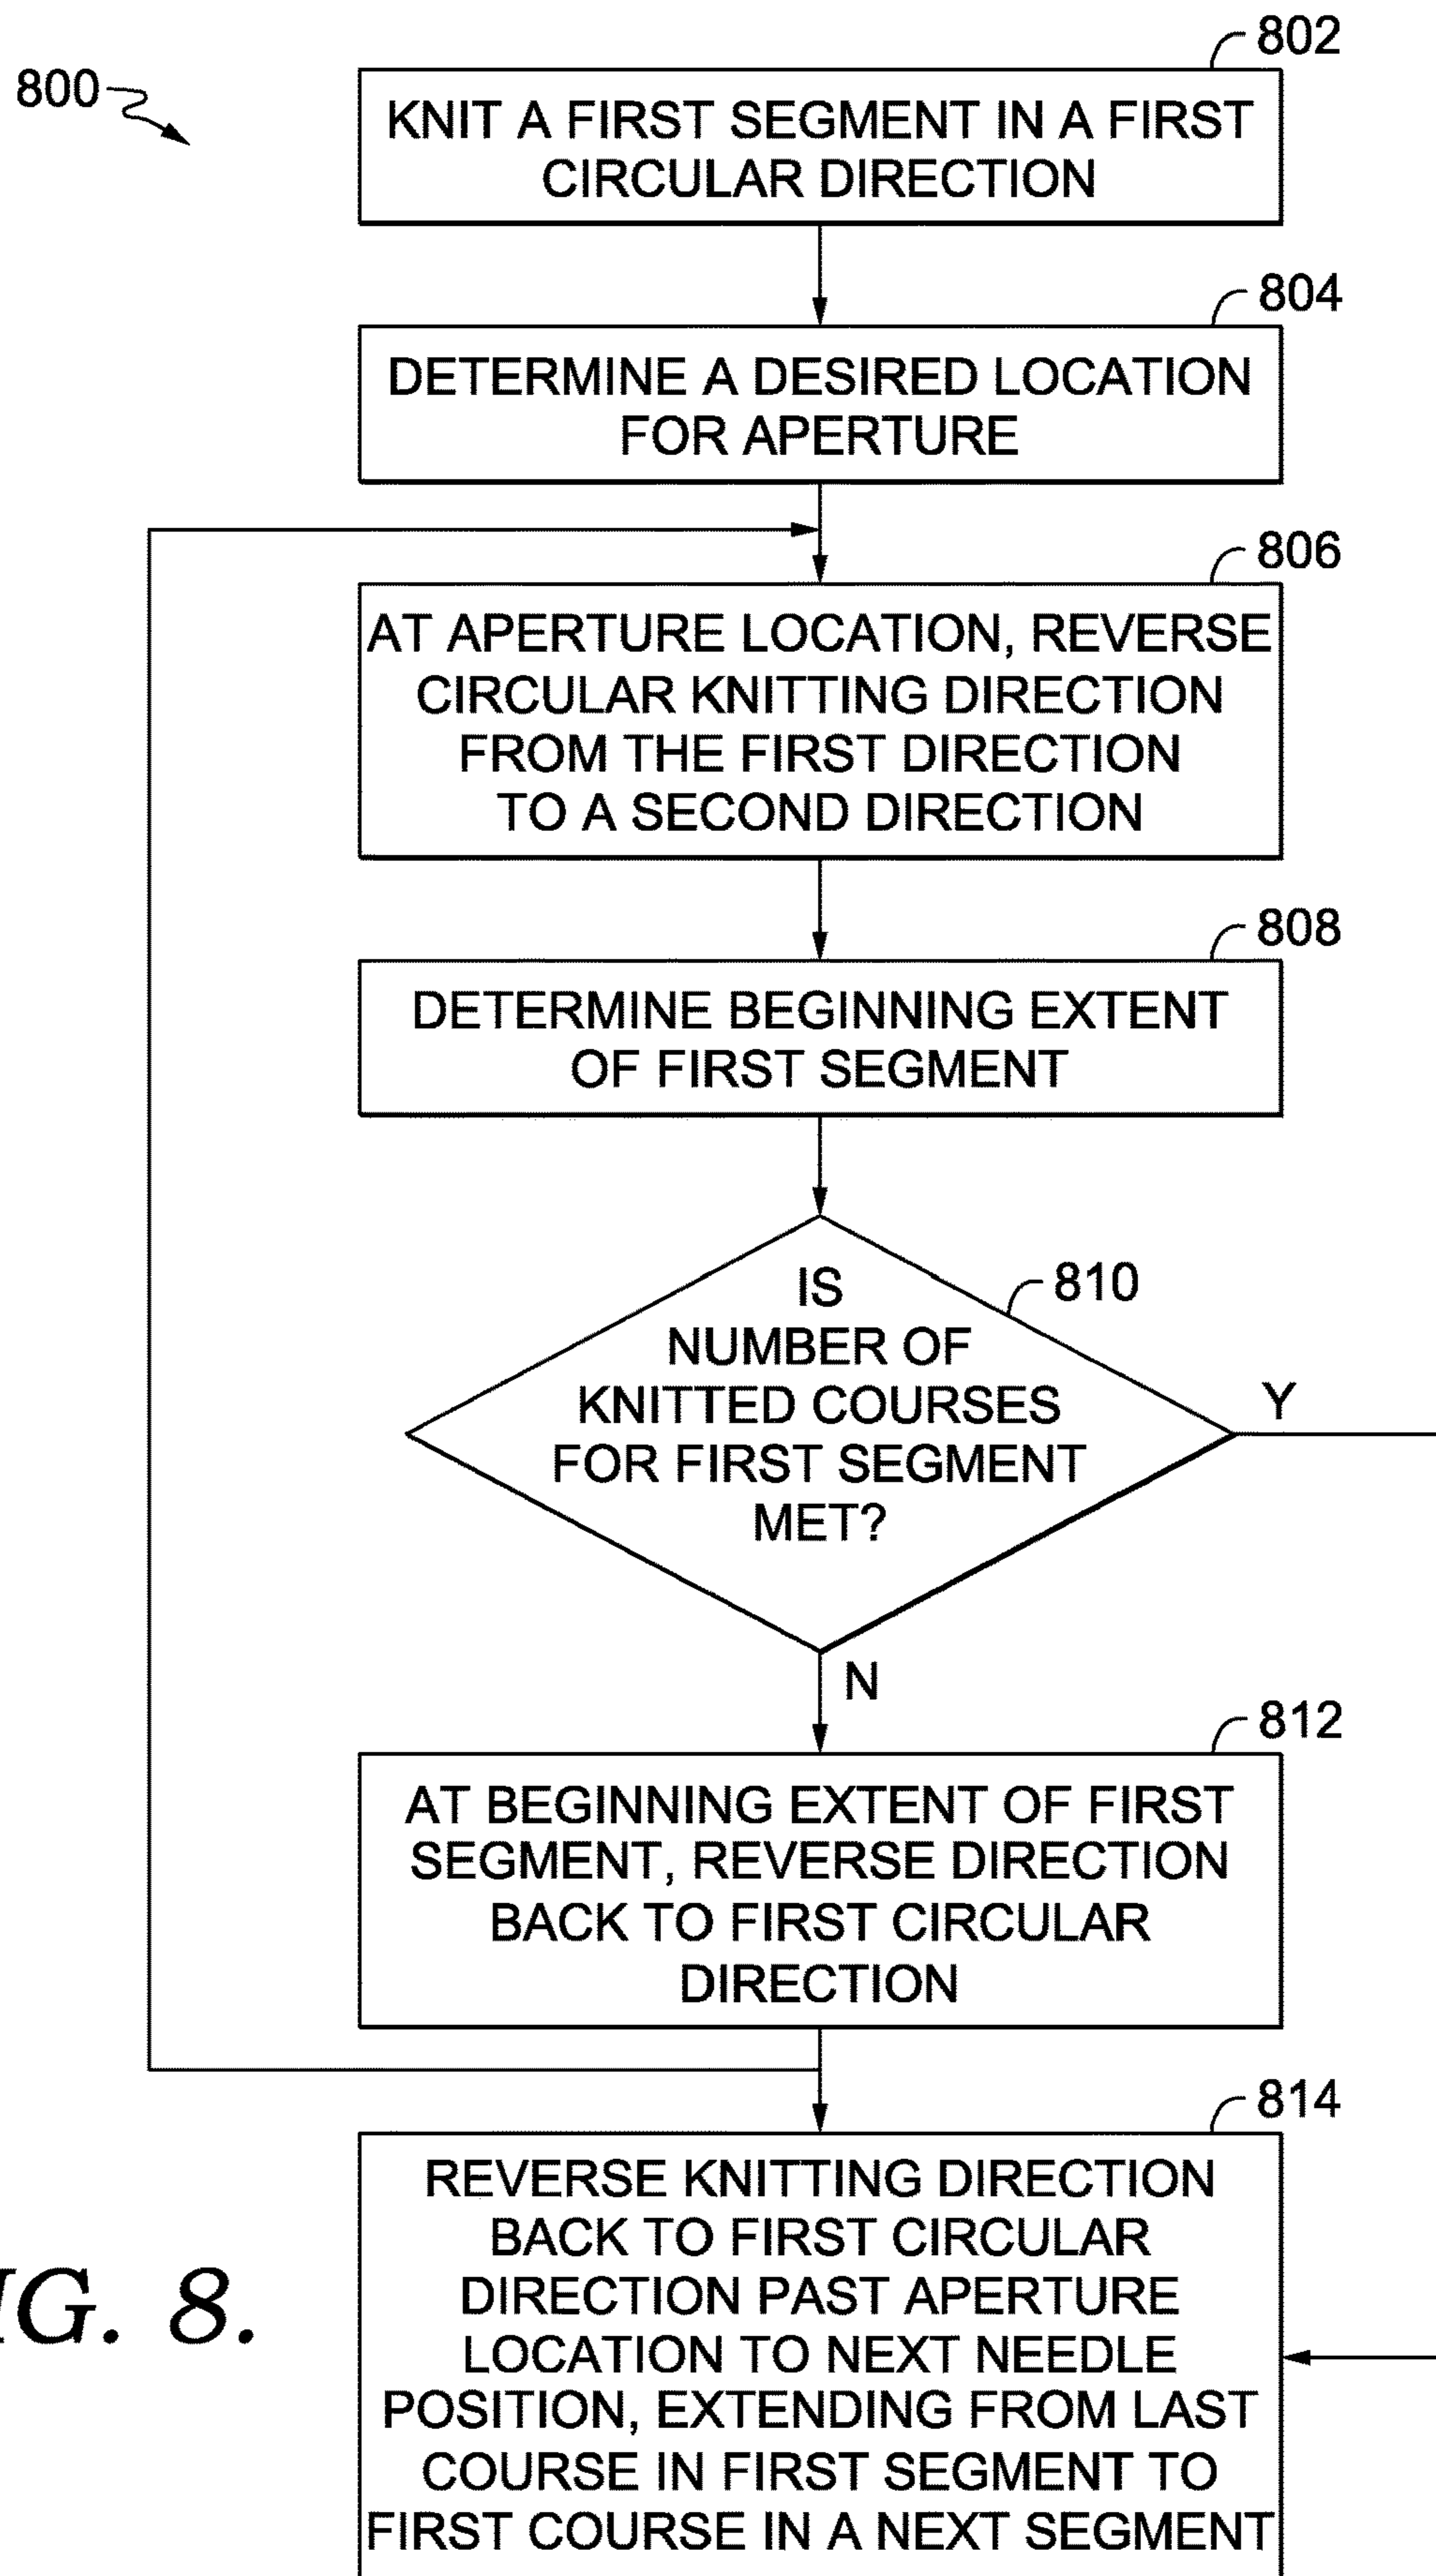 800
802
KNIT A FIRST SEGMENT IN A FIRST
CIRCULAR DIRECTION
804
DETERMINE A DESIRED LOCATION
FOR APERTURE
806
AT APERTURE LOCATION, REVERSE
CIRCULAR KNITTING DIRECTION
FROM THE FIRST DIRECTION
TO A SECOND DIRECTION
808
DETERMINE BEGINNING EXTENT
OF FIRST SEGMENT
810
IS
NUMBER OF
KNITTED COURSES
FOR FIRST SEGMENT
MET?
Y
N
812
AT BEGINNING EXTENT OF FIRST
SEGMENT, REVERSE DIRECTION
BACK TO FIRST CIRCULAR
DIRECTION
814
REVERSE KNITTING DIRECTION
BACK TO FIRST CIRCULAR
DIRECTION PAST APERTURE
LOCATION TO NEXT NEEDLE
POSITION, EXTENDING FROM LAST
COURSE IN FIRST SEGMENT TO
FIRST COURSE IN A NEXT SEGMENT
IG. 8.